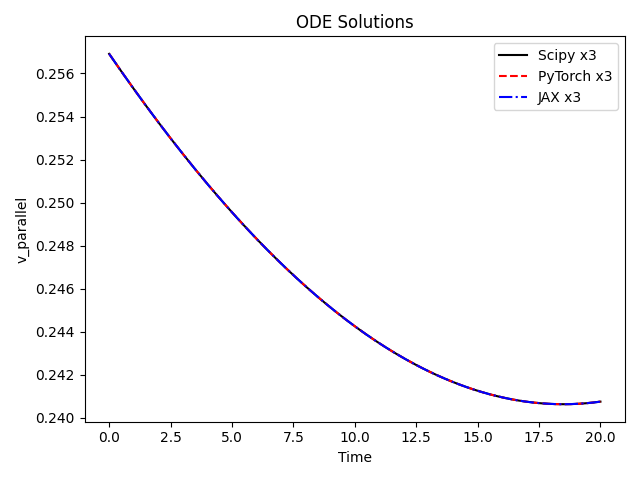 ODE Solutions
Scipy x3
PyTorch x3
JAX x3
0.256
0.254
0.252
0.250
0.248
0.246
0.244
0.242
0.240
v_parallel
0.0 2.5 5.0 7.5 10.0 12.5 15.0 17.5 20.0
Time